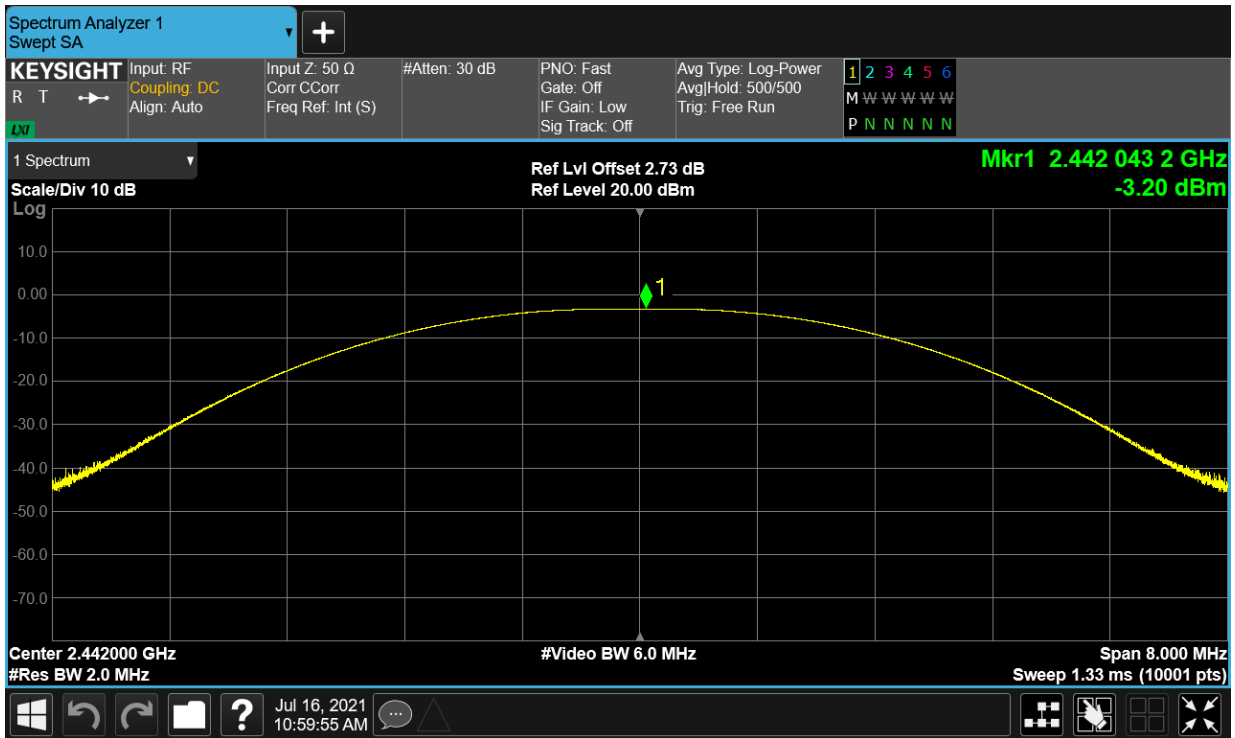 Spectrum Analyzer 1
Swept SA
KEYSIGHT
R T
LXI
Input: RF
Coupling: DC
Align: Auto
Input Z: 50 Ω
Corr CCorr
Freq Ref: Int (S)
#Atten: 30 dB
PNO: Fast
Gate: Off
IF Gain: Low
Sig Track: Off
Avg Type: Log-Power
Avg|Hold: 500/500
Trig: Free Run
1 2 3 4 5 6
M W W W W W
P N N N N N N
1 Spectrum
Scale/Div 10 dB
Log
Ref Lvl Offset 2.73 dB
Ref Level 20.00 dBm
Mkr1 2.442 043 2 GHz
-3.20 dBm
10.0
0.00
-10.0
-20.0
-30.0
-40.0
-50.0
-60.0
-70.0
1
Center 2.442000 GHz
#Res BW 2.0 MHz
#Video BW 6.0 MHz
Span 8.000 MHz
Sweep 1.33 ms (10001 pts)
?
Jul 16, 2021
10:59:55 AM